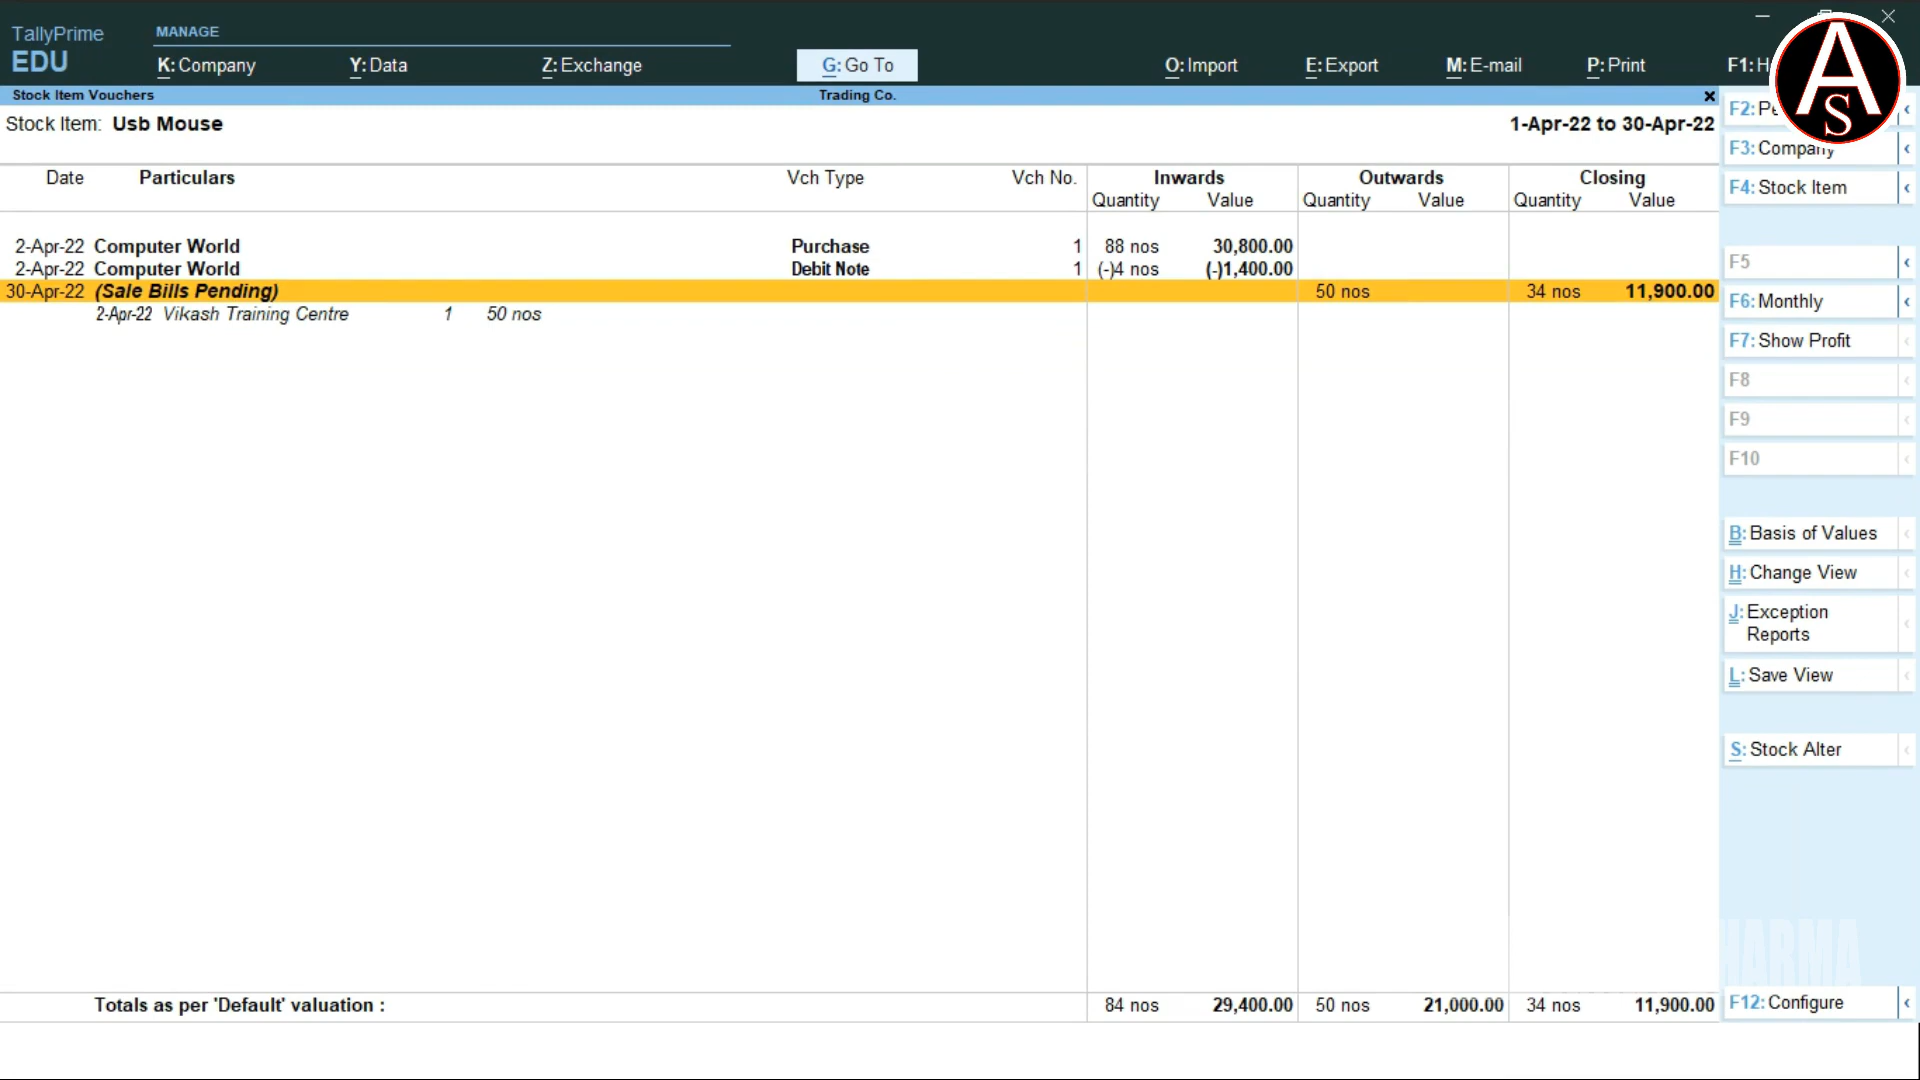 TallyPrime
EDU
MANAGE
K: Company
Y: Data
Z: Exchange
G: Go To
O: Import
E: Export
M: E-mail
P: Print
F1: H
Stock Item Vouchers Trading Co.
Stock Item: Usb Mouse 1-Apr-22 to 30-Apr-22
Date Particulars Vch Type Vch No. Inwards Outwards Closing
Quantity Value Quantity Value Quantity Value
2-Apr-22 Computer World Purchase 1 88 nos 30,800.00
2-Apr-22 Computer World Debit Note 1 (-)4 nos (-)1,400.00
30-Apr-22 (Sale Bills Pending) 50 nos 34 nos 11,900.00
2-Apr-22 Vikash Training Centre 1 50 nos
Totals as per 'Default' valuation : 84 nos 29,400.00 50 nos 21,000.00 34 nos 11,900.00
AS
F2: Pe
F3: Company
F4: Stock Item
F5
F6: Monthly
F7: Show Profit
F8
F9
F10
B: Basis of Values
H: Change View
J: Exception
Reports
L: Save View
S: Stock Alter
HARMA
F12: Configure